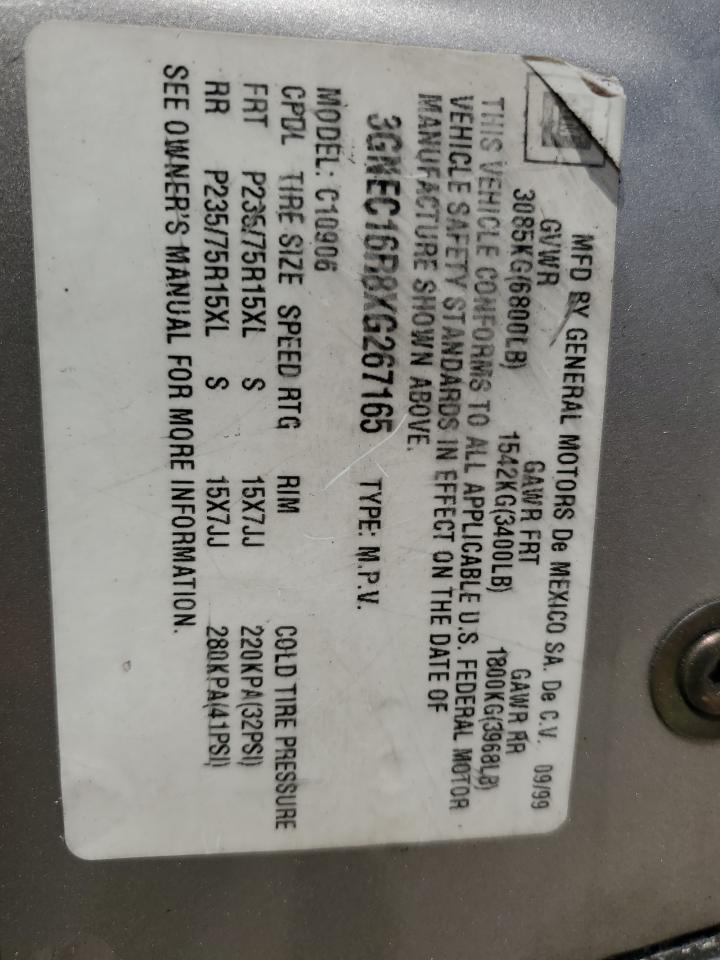 MFD BY GENERAL MOTORS De MEXICO SA. De C.V. 09/99
GVWR GAWR FRT GAWR RR
3085KG(6800LB) 1542KG(3400LB) 1800KG(3968LB)
THIS VEHICLE CONFORMS TO ALL APPLICABLE U.S. FEDERAL MOTOR
VEHICLE SAFETY STANDARDS IN EFFECT ON THE DATE OF
MANUFACTURE SHOWN ABOVE.
3GNEC16R8XG267165 TYPE: M.P.V.
MODEL: C10906
CPDL TIRE SIZE SPEED RTG RIM COLD TIRE PRESSURE
FRT P235/75R15XL S 15X7JJ 220KPA(32PSI)
RR P235/75R15XL S 15X7JJ 280KPA(41PSI)
SEE OWNER'S MANUAL FOR MORE INFORMATION.